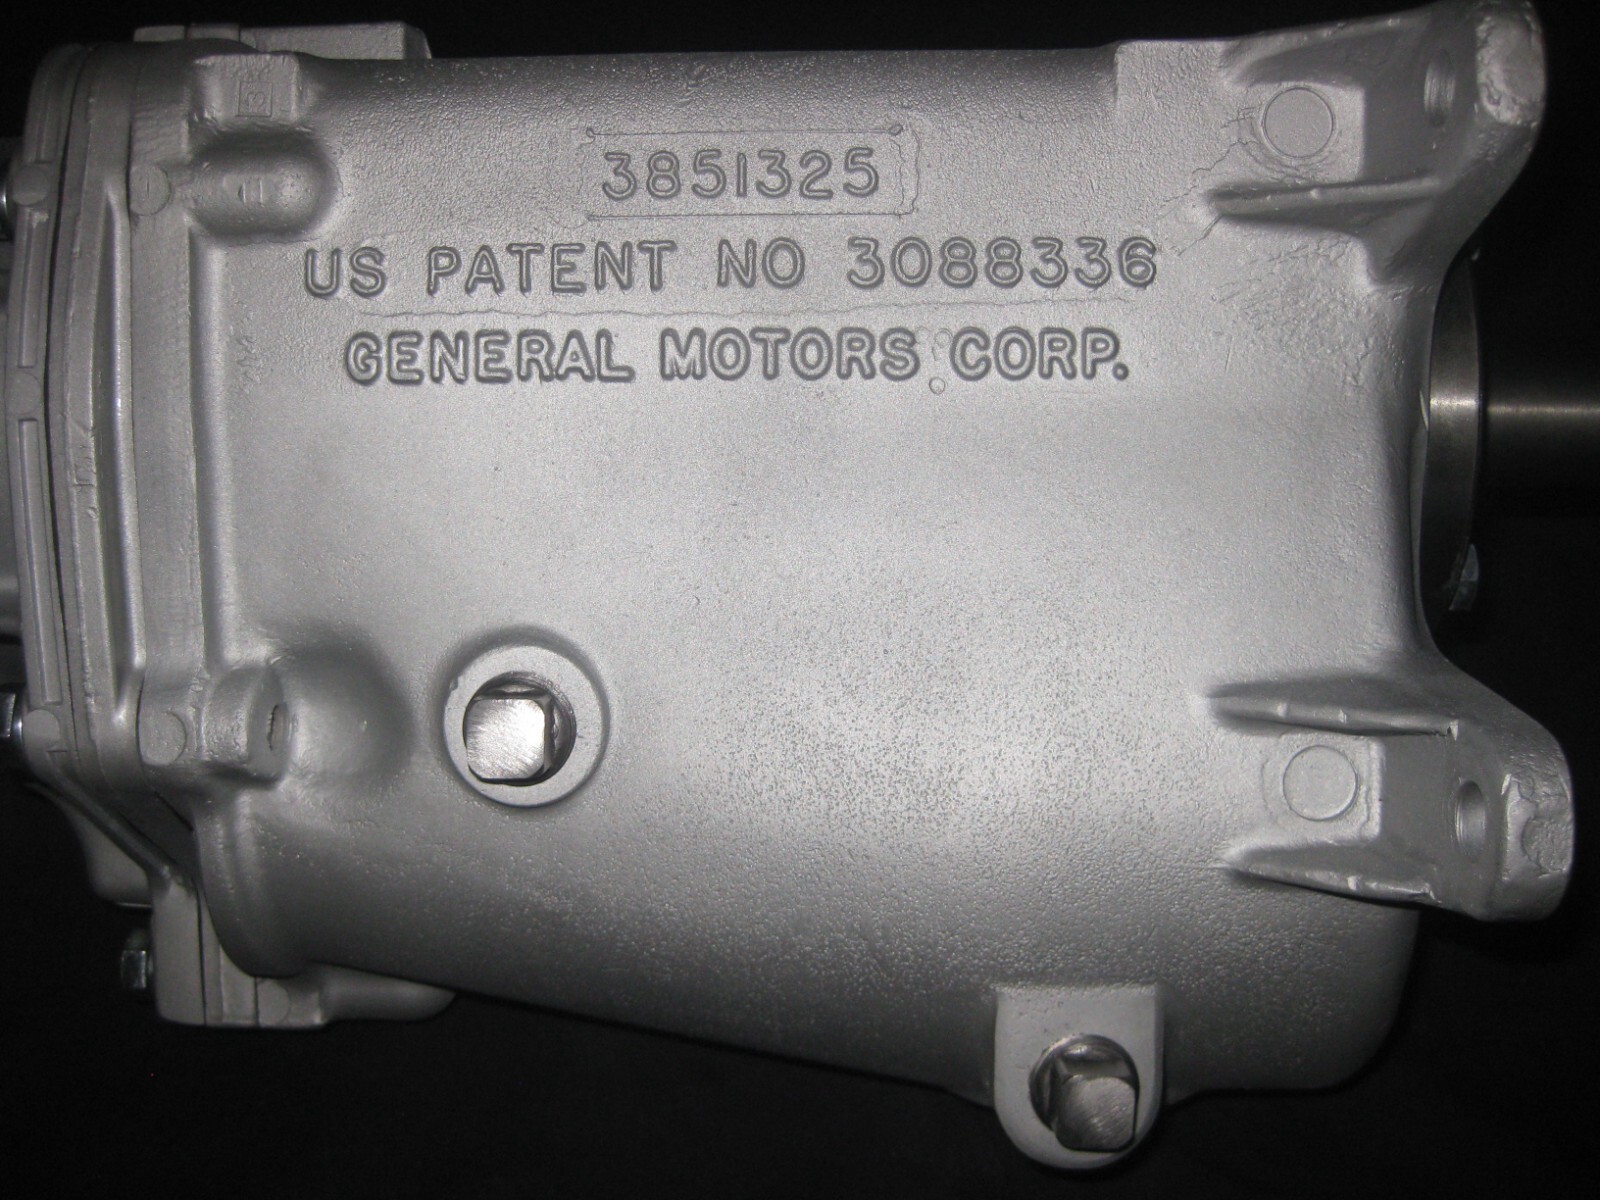 3851325
US PATENT NO 3088336
GENERAL MOTORS CORP.